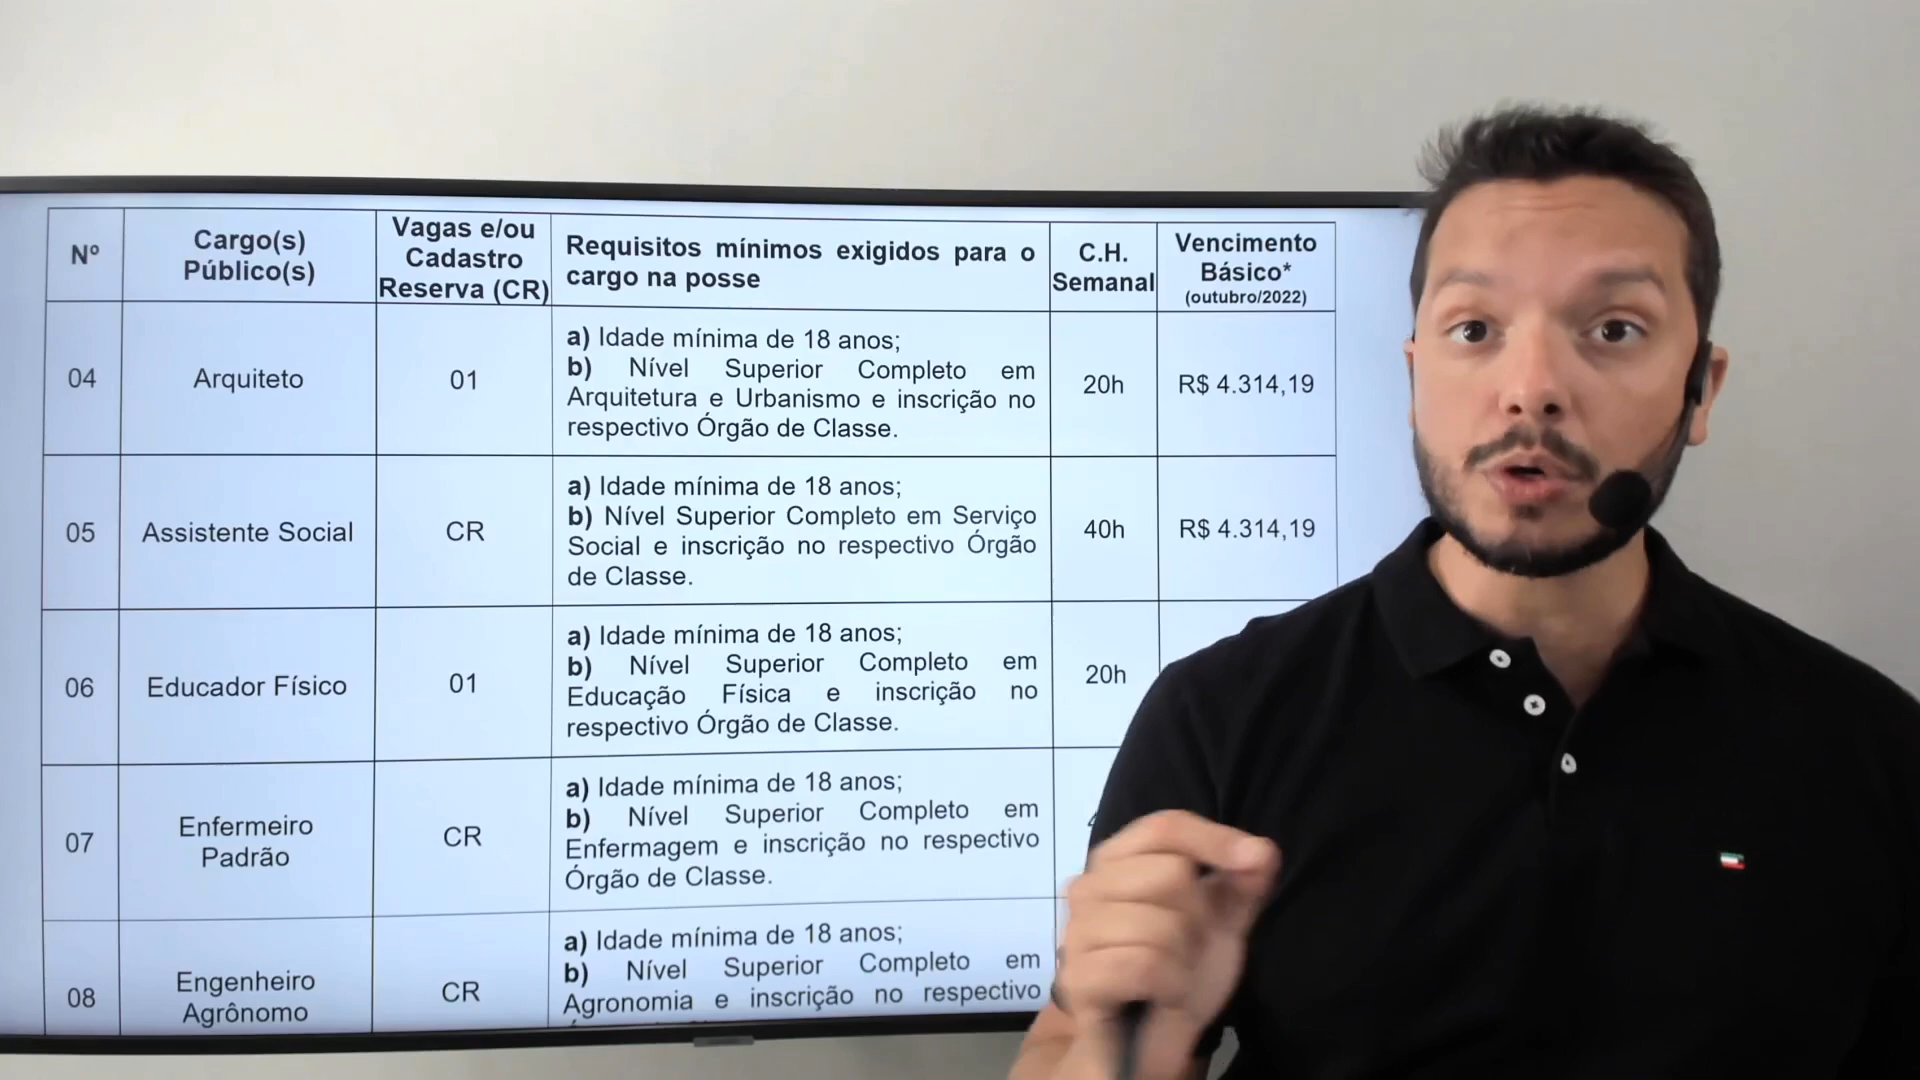 Nº
Cargo(s)
Público(s)
Vagas e/ou
Cadastro
Reserva (CR)
Requisitos mínimos exigidos para o
cargo na posse
C.H.
Semanal
Vencimento
Básico*
(outubro/2022)
04
Arquiteto
01
a) Idade mínima de 18 anos;
b) Nível Superior Completo em
Arquitetura e Urbanismo e inscrição no
respectivo Órgão de Classe.
20h
R$ 4.314,19
05
Assistente Social
CR
a) Idade mínima de 18 anos;
b) Nível Superior Completo em Serviço
Social e inscrição no respectivo Órgão
de Classe.
40h
R$ 4.314,19
06
Educador Físico
01
a) Idade mínima de 18 anos;
b) Nível Superior Completo em
Educação Física e inscrição no
respectivo Órgão de Classe.
20h
07
Enfermeiro
Padrão
CR
a) Idade mínima de 18 anos;
b) Nível Superior Completo em
Enfermagem e inscrição no respectivo
Órgão de Classe.
08
Engenheiro
Agrônomo
CR
a) Idade mínima de 18 anos;
b) Nível Superior Completo em
Agronomia e inscrição no respectivo